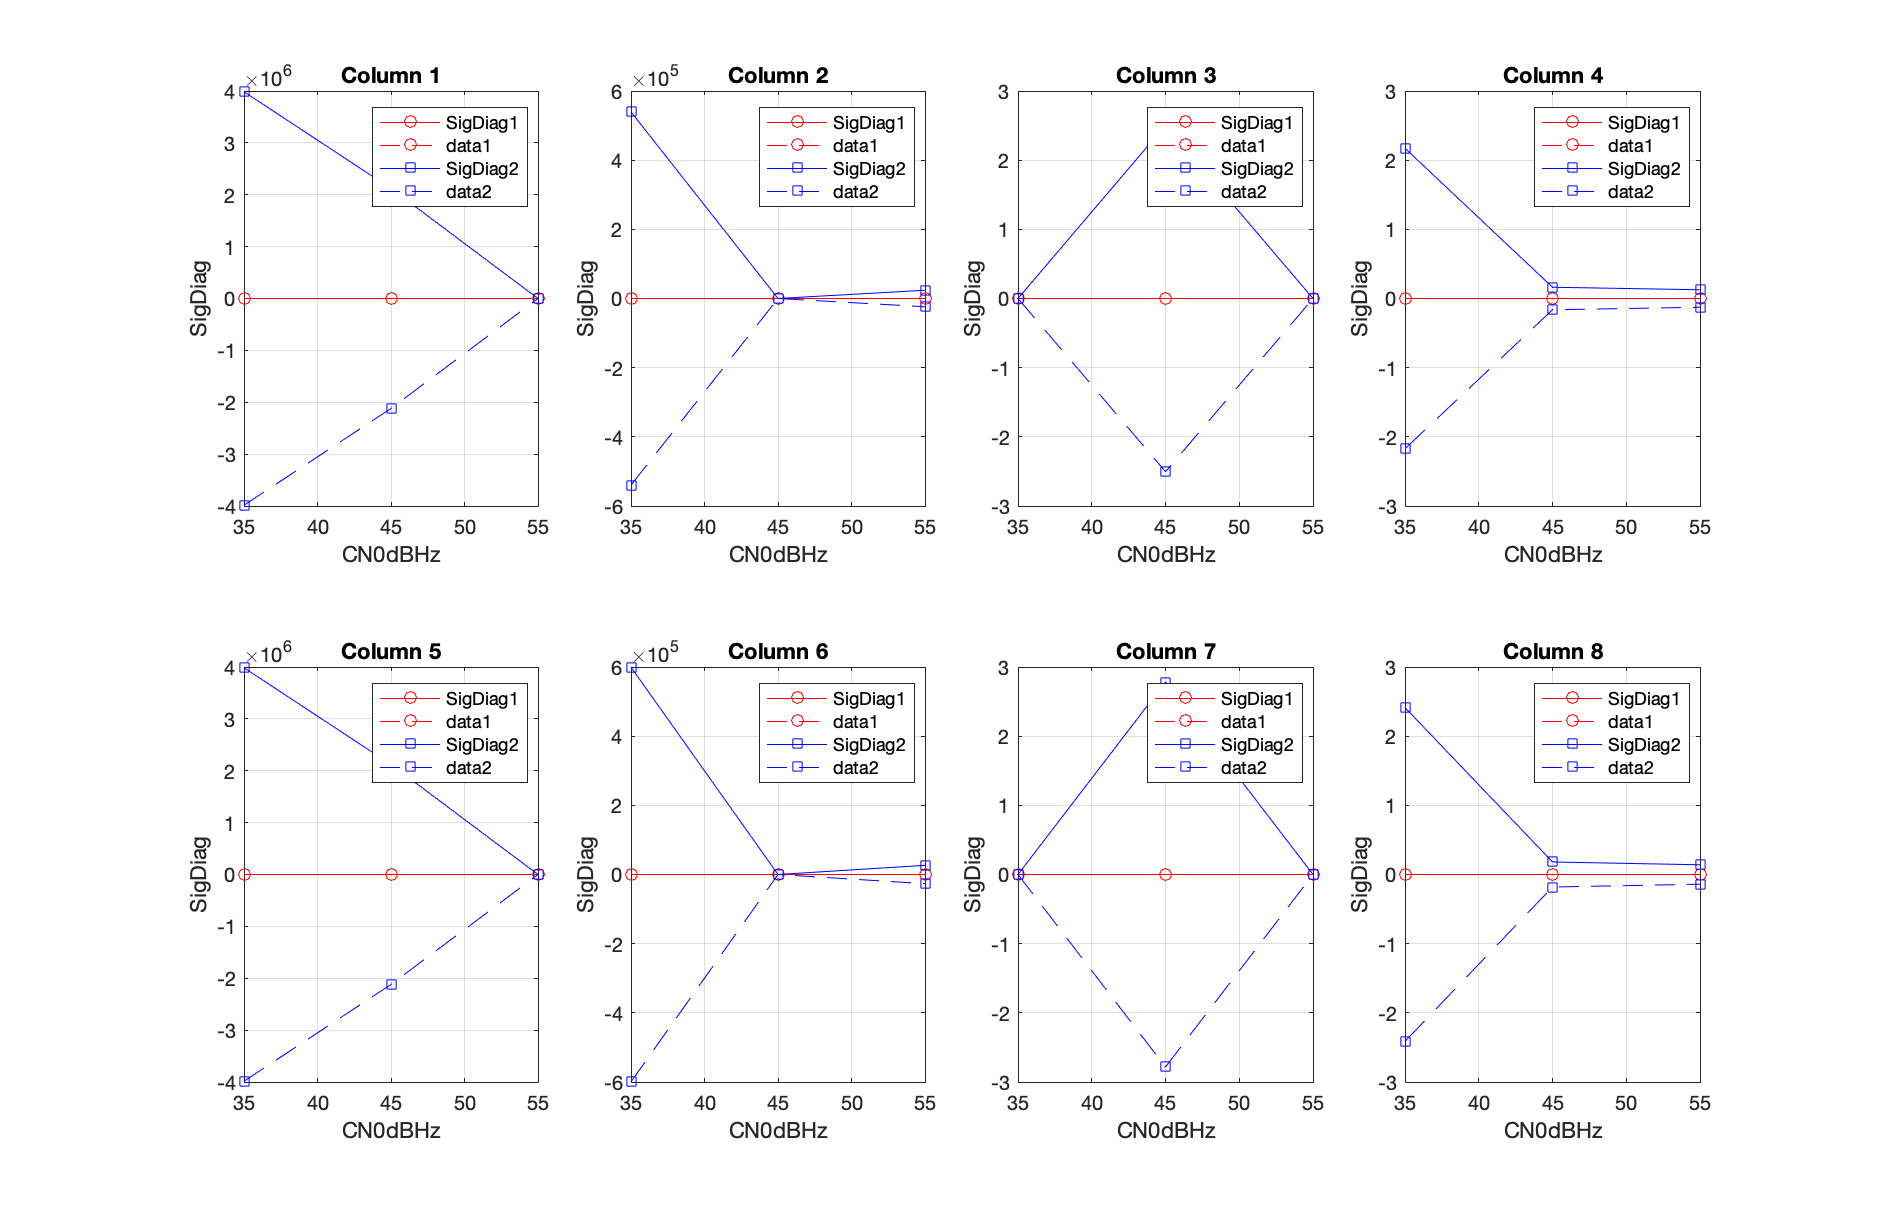 Column 1
×10^6
4
3
2
1
0
-1
-2
-3
-4
SigDiag
35 40 45 50 55
CN0dBHz
SigDiag1
data1
SigDiag2
data2
Column 2
×10^5
6
4
2
0
-2
-4
-6
SigDiag
35 40 45 50 55
CN0dBHz
SigDiag1
data1
SigDiag2
data2
Column 3
3
2
1
0
-1
-2
-3
SigDiag
35 40 45 50 55
CN0dBHz
SigDiag1
data1
SigDiag2
data2
Column 4
3
2
1
0
-1
-2
-3
SigDiag
35 40 45 50 55
CN0dBHz
SigDiag1
data1
SigDiag2
data2
Column 5
×10^6
4
3
2
1
0
-1
-2
-3
-4
SigDiag
35 40 45 50 55
CN0dBHz
SigDiag1
data1
SigDiag2
data2
Column 6
×10^5
6
4
2
0
-2
-4
-6
SigDiag
35 40 45 50 55
CN0dBHz
SigDiag1
data1
SigDiag2
data2
Column 7
3
2
1
0
-1
-2
-3
SigDiag
35 40 45 50 55
CN0dBHz
SigDiag1
data1
SigDiag2
data2
Column 8
3
2
1
0
-1
-2
-3
SigDiag
35 40 45 50 55
CN0dBHz
SigDiag1
data1
SigDiag2
data2